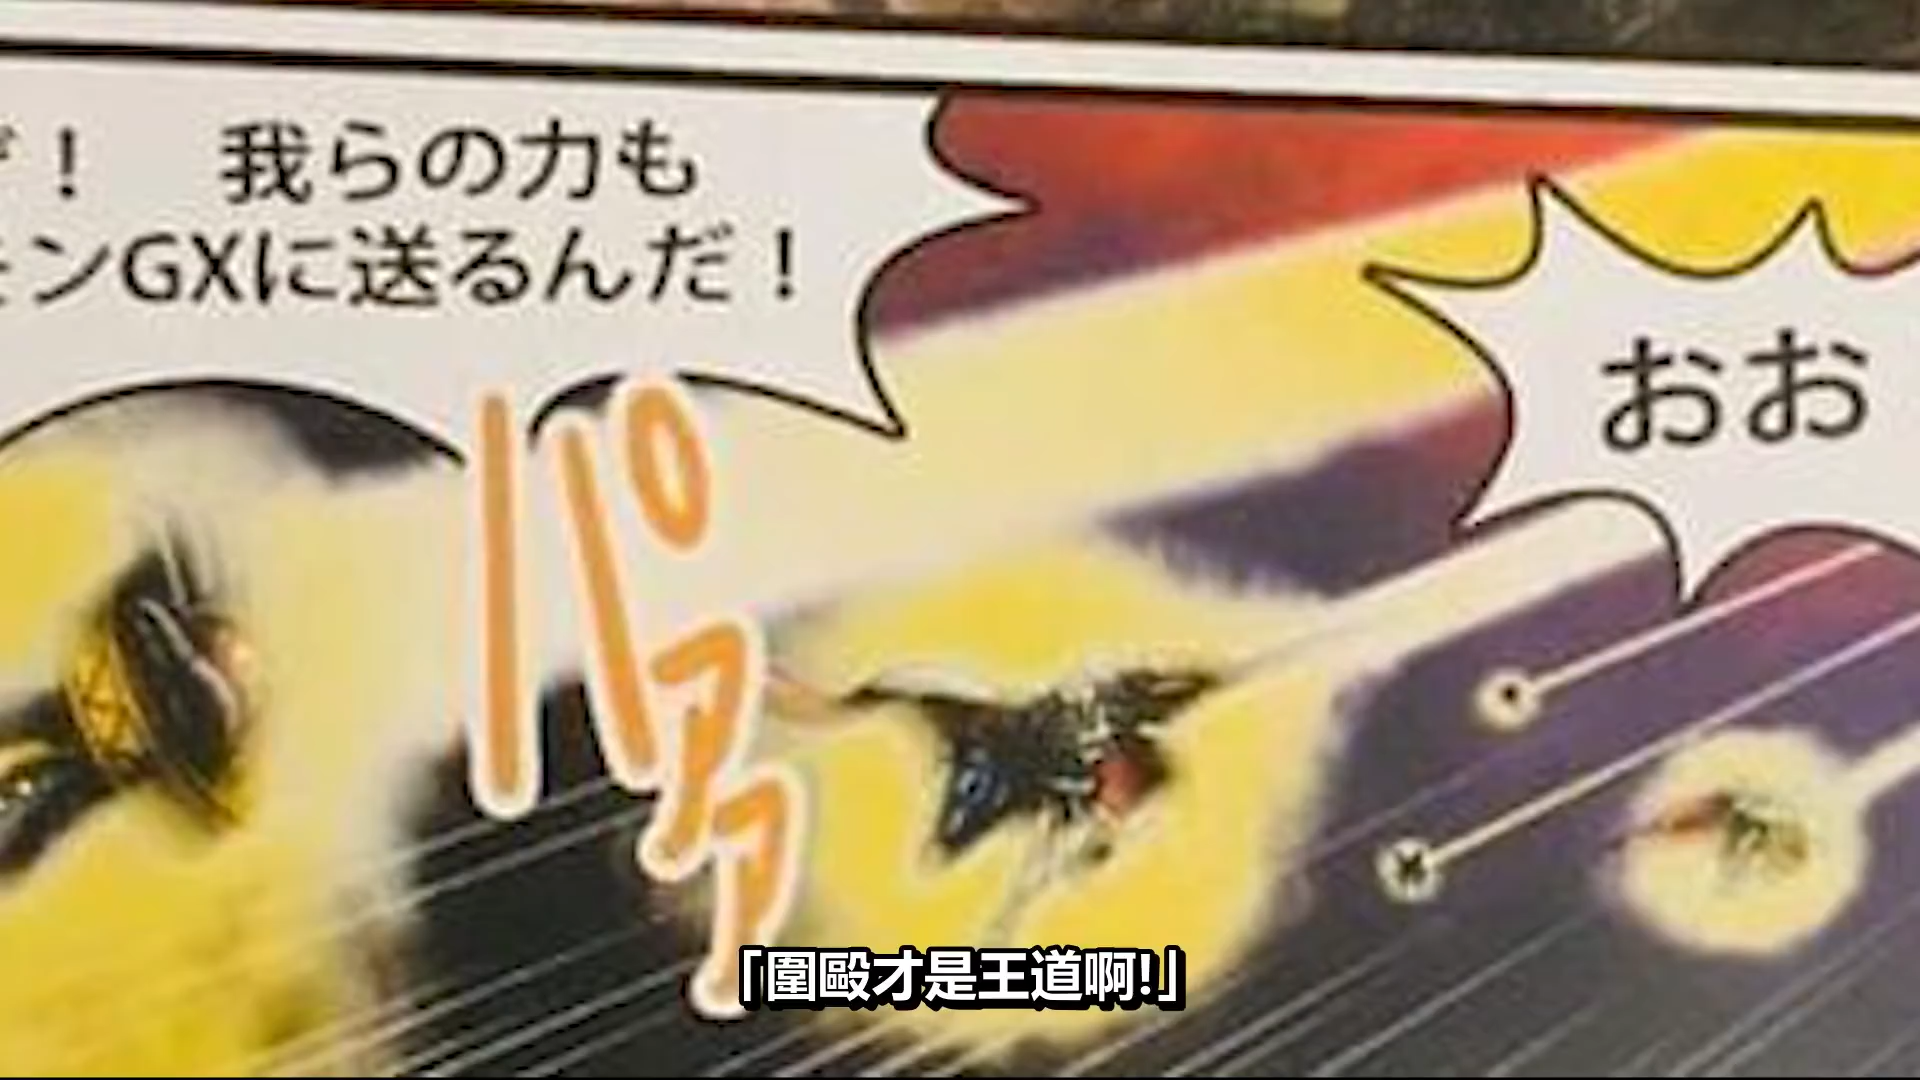 ！ 我らの力も
ンGXに送るんだ！
おお
パァァ
「圍毆才是王道啊!」